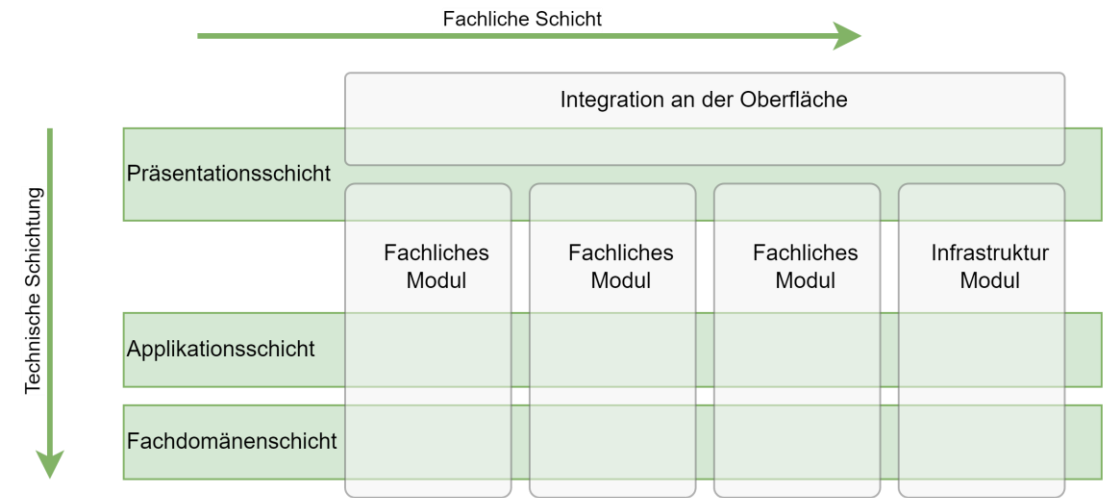 Fachliche Schicht
Integration an der Oberfläche
Präsentationsschicht
Technische Schichtung
Fachliches
Modul
Fachliches
Modul
Fachliches
Modul
Infrastruktur
Modul
Applikationsschicht
Fachdomänenschicht